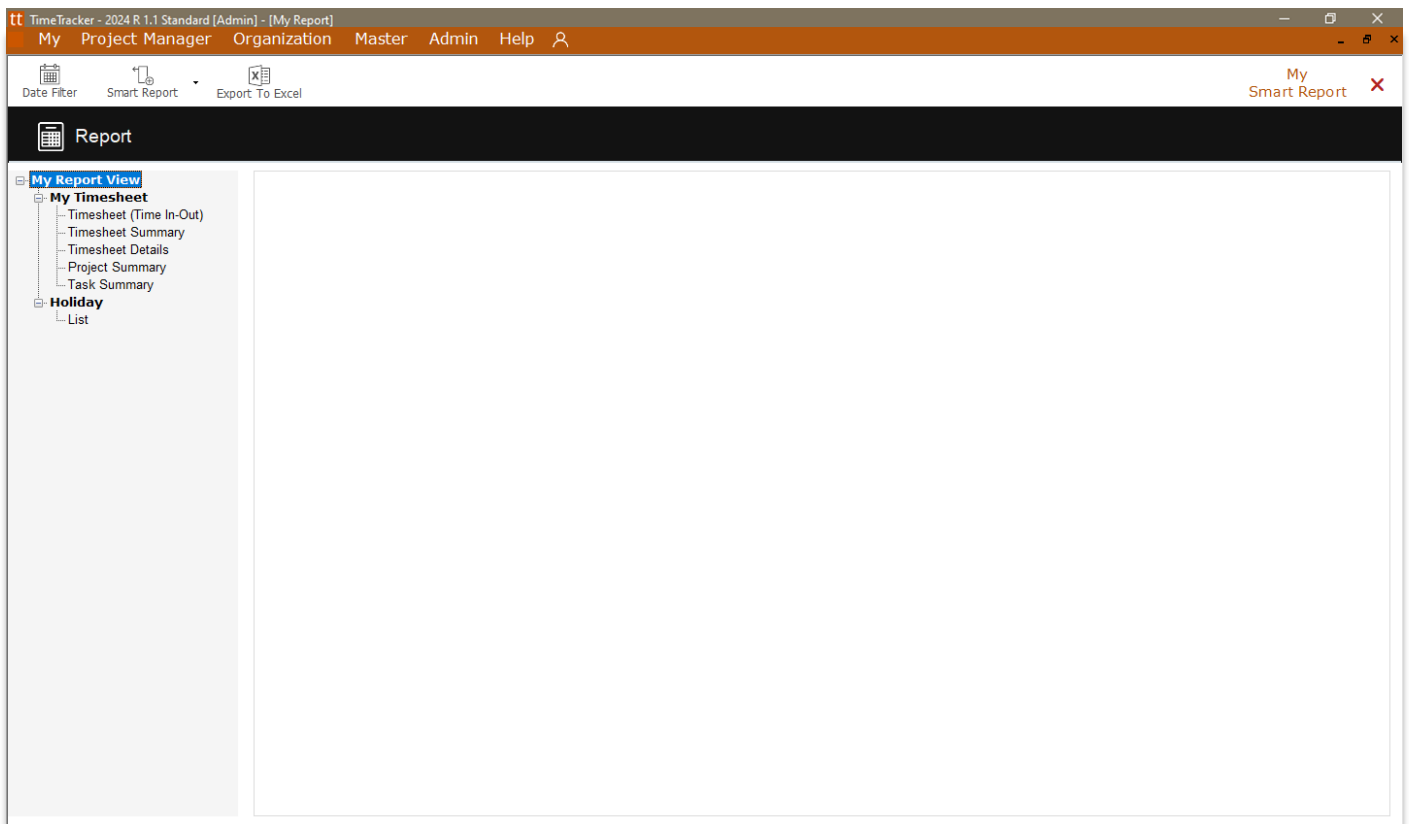 tt TimeTracker - 2024 R 1.1 Standard [Admin] - [My Report]
My Project Manager Organization Master Admin Help
Date Filter Smart Report Export To Excel
My
Smart Report
Report
My Report View
My Timesheet
Timesheet (Time In-Out)
Timesheet Summary
Timesheet Details
Project Summary
Task Summary
Holiday
List